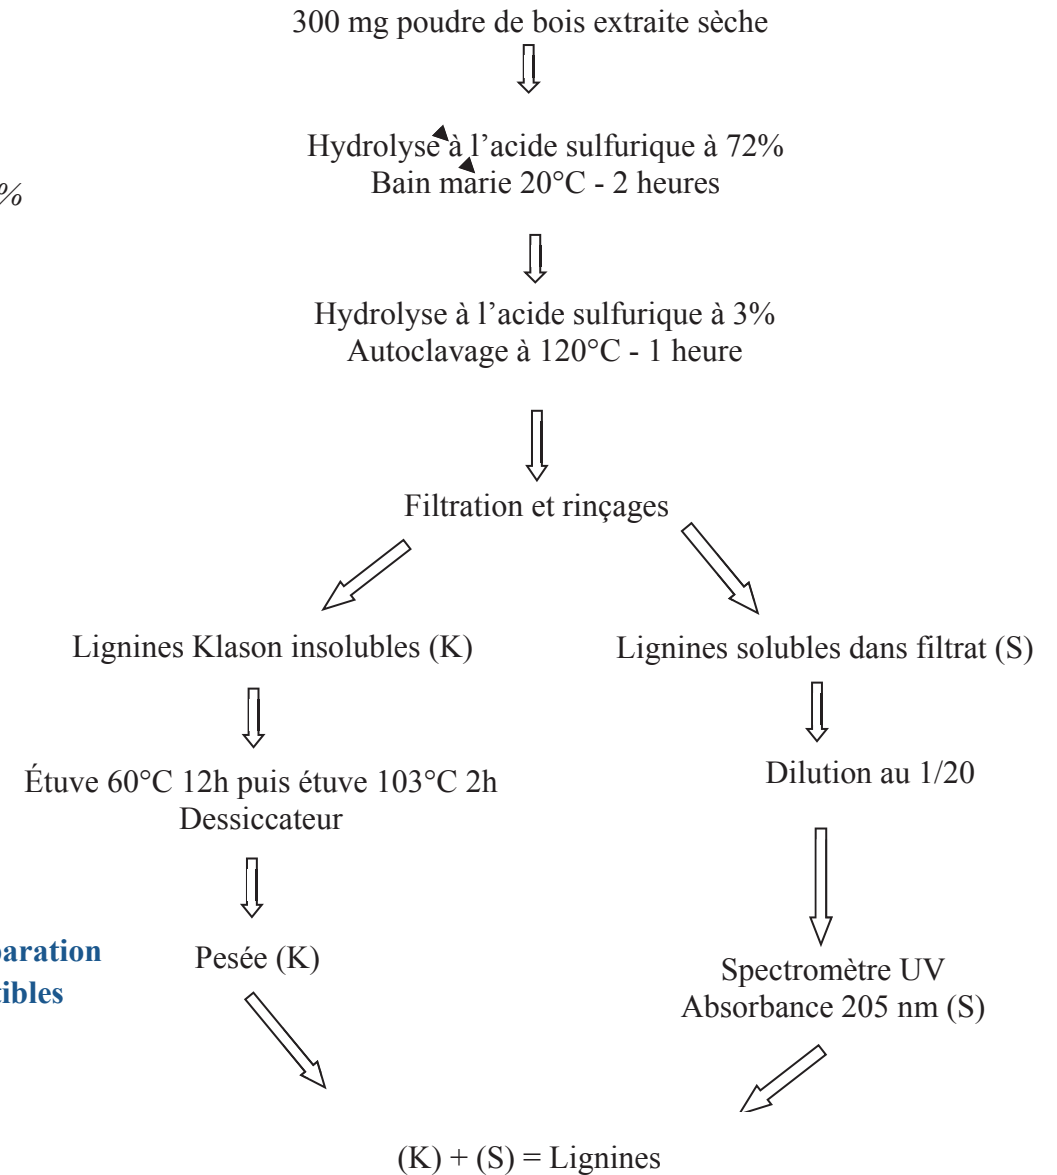 300 mg poudre de bois extraite sèche
Hydrolyse à l’acide sulfurique à 72%
Bain marie 20°C - 2 heures
%
Hydrolyse à l’acide sulfurique à 3%
Autoclavage à 120°C - 1 heure
Filtration et rinçages
Lignines Klason insolubles (K)
Lignines solubles dans filtrat (S)
Étuve 60°C 12h puis étuve 103°C 2h
Dessiccateur
Dilution au 1/20
paration
tibles
Pesée (K)
Spectromètre UV
Absorbance 205 nm (S)
(K) + (S) = Lignines